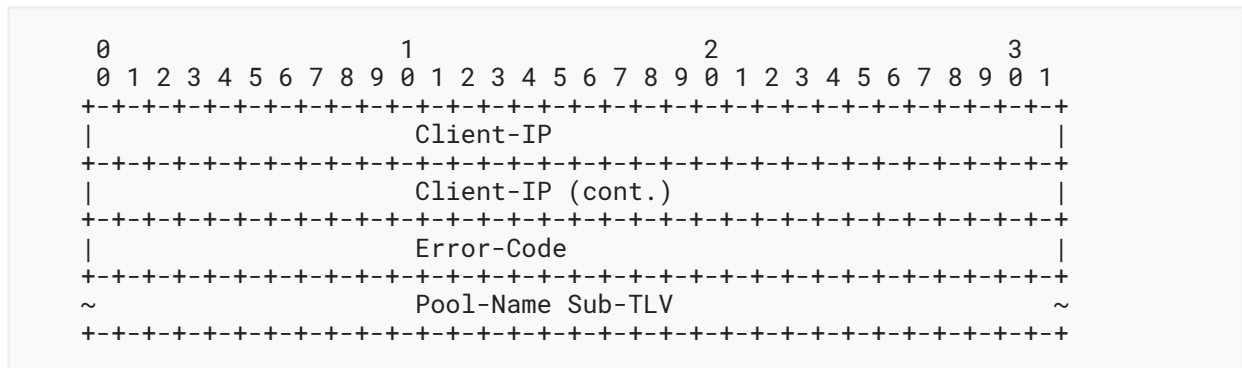 0                   1                   2                   3
 0 1 2 3 4 5 6 7 8 9 0 1 2 3 4 5 6 7 8 9 0 1 2 3 4 5 6 7 8 9 0 1
+-+-+-+-+-+-+-+-+-+-+-+-+-+-+-+-+-+-+-+-+-+-+-+-+-+-+-+-+-+-+-+-+
|                     Client-IP                                 |
+-+-+-+-+-+-+-+-+-+-+-+-+-+-+-+-+-+-+-+-+-+-+-+-+-+-+-+-+-+-+-+-+
|                     Client-IP (cont.)                         |
+-+-+-+-+-+-+-+-+-+-+-+-+-+-+-+-+-+-+-+-+-+-+-+-+-+-+-+-+-+-+-+-+
|                     Error-Code                                |
+-+-+-+-+-+-+-+-+-+-+-+-+-+-+-+-+-+-+-+-+-+-+-+-+-+-+-+-+-+-+-+-+
~                     Pool-Name Sub-TLV                         ~
+-+-+-+-+-+-+-+-+-+-+-+-+-+-+-+-+-+-+-+-+-+-+-+-+-+-+-+-+-+-+-+-+